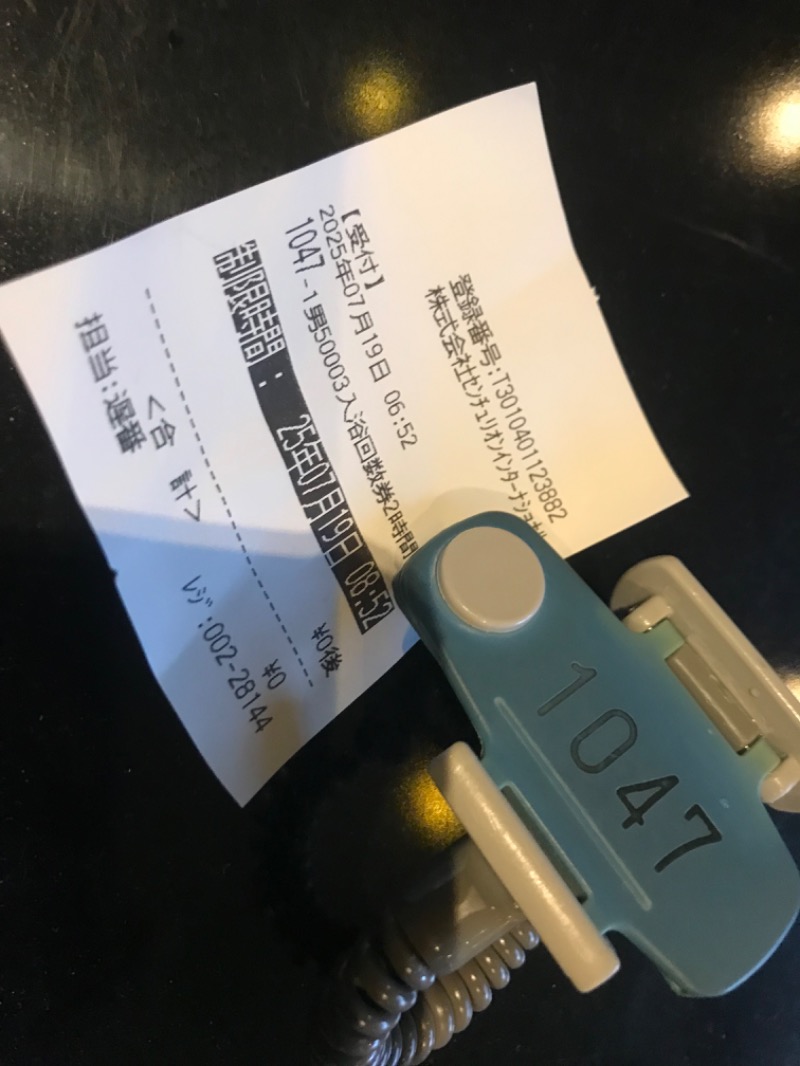 登録番号:T3010401123882
株式会社センチュリオンインターナショナル
【受付】
2025年07月19日 06:52
1047-1男50003入浴回数券2時間
¥0後
制限時間: 25年07月19日 08:52
<合 計> ¥0
担当:遅番 レジ:002-28144
1047